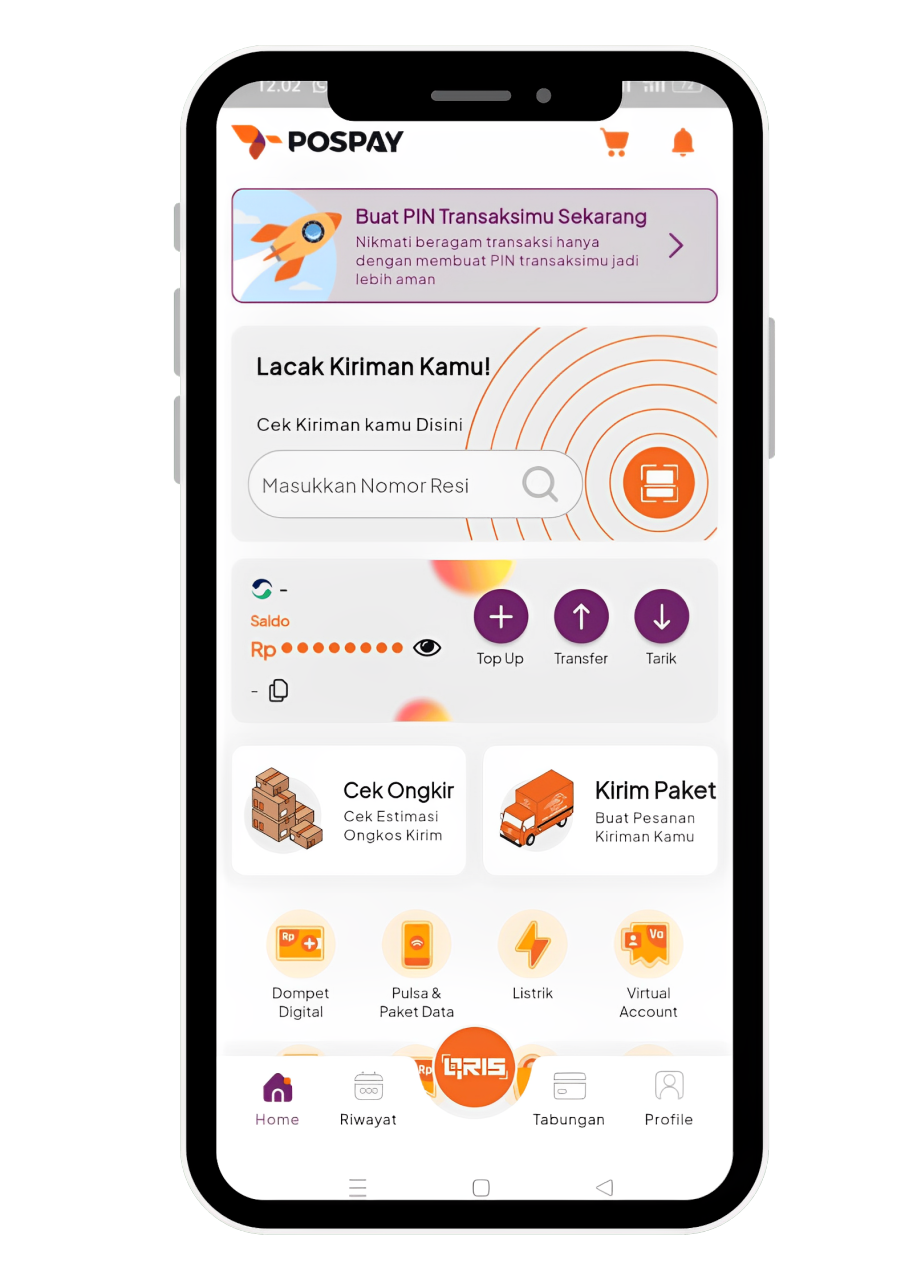 12.02
72
POSPAY
Buat PIN Transaksimu Sekarang
Nikmati beragam transaksi hanya
dengan membuat PIN transaksimu jadi
lebih aman
Lacak Kiriman Kamu!
Cek Kiriman kamu Disini
Masukkan Nomor Resi
-
Saldo
Rp
-
Top Up
Transfer
Tarik
Cek Ongkir
Cek Estimasi
Ongkos Kirim
Kirim Paket
Buat Pesanan
Kiriman Kamu
Rp
Va
Dompet
Digital
Pulsa &
Paket Data
Listrik
Virtual
Account
Rp
QRIS
Home
Riwayat
Tabungan
Profile